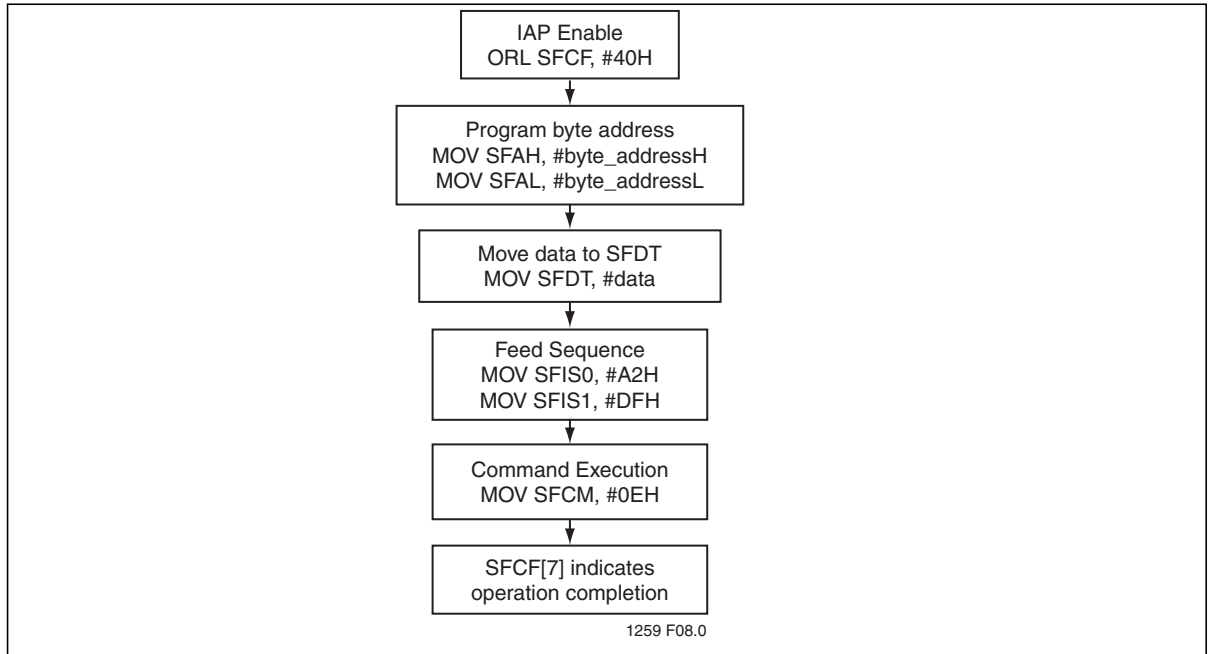 IAP Enable
ORL SFCF, #40H
Program byte address
MOV SFAH, #byte_addressH
MOV SFAL, #byte_addressL
Move data to SFDT
MOV SFDT, #data
Feed Sequence
MOV SFIS0, #A2H
MOV SFIS1, #DFH
Command Execution
MOV SFCM, #0EH
SFCF[7] indicates
operation completion
1259 F08.0